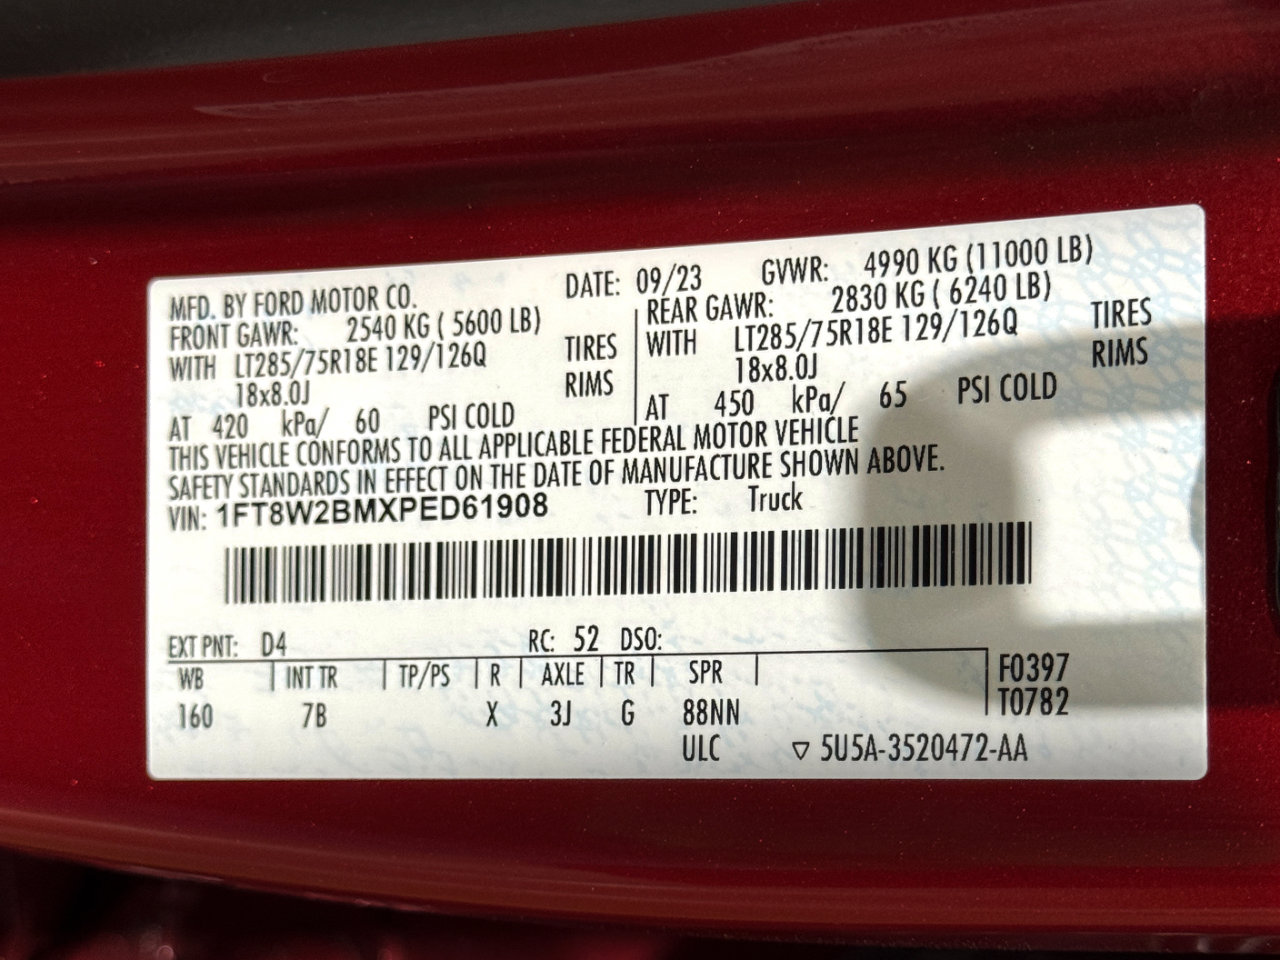 MFD. BY FORD MOTOR CO. DATE: 09/23 GVWR: 4990 KG (11000 LB)
FRONT GAWR: 2540 KG ( 5600 LB) REAR GAWR: 2830 KG ( 6240 LB)
WITH LT285/75R18E 129/126Q TIRES WITH LT285/75R18E 129/126Q TIRES
18x8.0J RIMS 18x8.0J RIMS
AT 420 kPa/ 60 PSI COLD AT 450 kPa/ 65 PSI COLD
THIS VEHICLE CONFORMS TO ALL APPLICABLE FEDERAL MOTOR VEHICLE
SAFETY STANDARDS IN EFFECT ON THE DATE OF MANUFACTURE SHOWN ABOVE.
VIN: 1FT8W2BMXPED61908 TYPE: Truck
EXT PNT: D4 RC: 52 DSO:
WB INT TR TP/PS R AXLE TR SPR F0397
160 7B X 3J G 88NN T0782
ULC ▽ 5U5A-3520472-AA